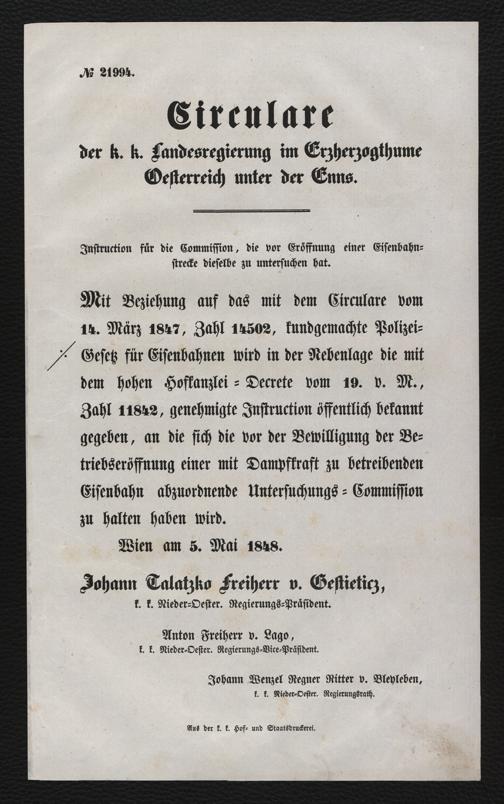 № 21994.
Circulare
der k. k. Landesregierung im Erzherzogthume
Oesterreich unter der Enns.
Instruction für die Commission, die vor Eröffnung einer Eisenbahn-
strecke dieselbe zu untersuchen hat.
Mit Beziehung auf das mit dem Circulare vom
14. März 1847, Zahl 14502, kundgemachte Polizei-
Gesetz für Eisenbahnen wird in der Nebenlage die mit
dem hohen Hofkanzlei-Decrete vom 19. v. M.,
Zahl 11842, genehmigte Instruction öffentlich bekannt
gegeben, an die sich die vor der Bewilligung der Be-
triebseröffnung einer mit Dampfkraft zu betreibenden
Eisenbahn abzuordnende Untersuchungs-Commission
zu halten haben wird.
Wien am 5. Mai 1848.
Johann Talatzko Freiherr v. Gestieticz,
k. k. Nieder-Oester. Regierungs-Präsident.
Anton Freiherr v. Lago,
k. k. Nieder-Oester. Regierungs-Vice-Präsident.
Johann Wenzel Regner Ritter v. Bleyleben,
k. k. Nieder-Oester. Regierungsrath.
Aus der k. k. Hof- und Staatsdruckerei.